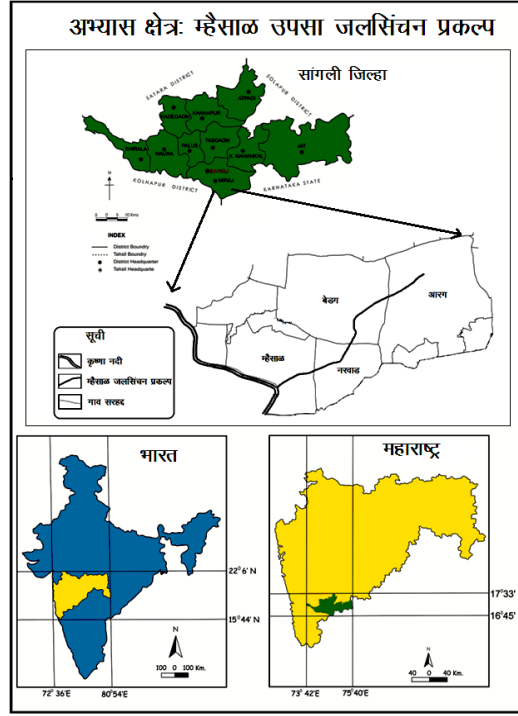 अभ्यास क्षेत्रः म्हैसाळ उपसा जलसिंचन प्रकल्प
सांगली जिल्हा
SATARA DISTRICT
SOLAPUR DISTRICT
ATPADI
KADEGAON
KHANAPUR
SHIRALA
WALWA
PALUS
TASGAON
K. MAHANKAL
JAT
MIRAJ
KOLHAPUR DISTRICT
KARNATAKA STATE
INDEX
District Boundry
Tahsil Boundry
District Headquarter
Tahsil Headquarte
बेडग
आरग
म्हैसाळ
नरवाड
सूची
कृष्णा नदी
म्हैसाळ जलसिंचन प्रकल्प
गाव सरहद्द
भारत
22°6'N
15°44'N
N
100 0 100 Km.
72°36'E 80°54'E
महाराष्ट्र
17°33'
16°45'
N
40 0 40 Km.
73°42'E 75°40'E